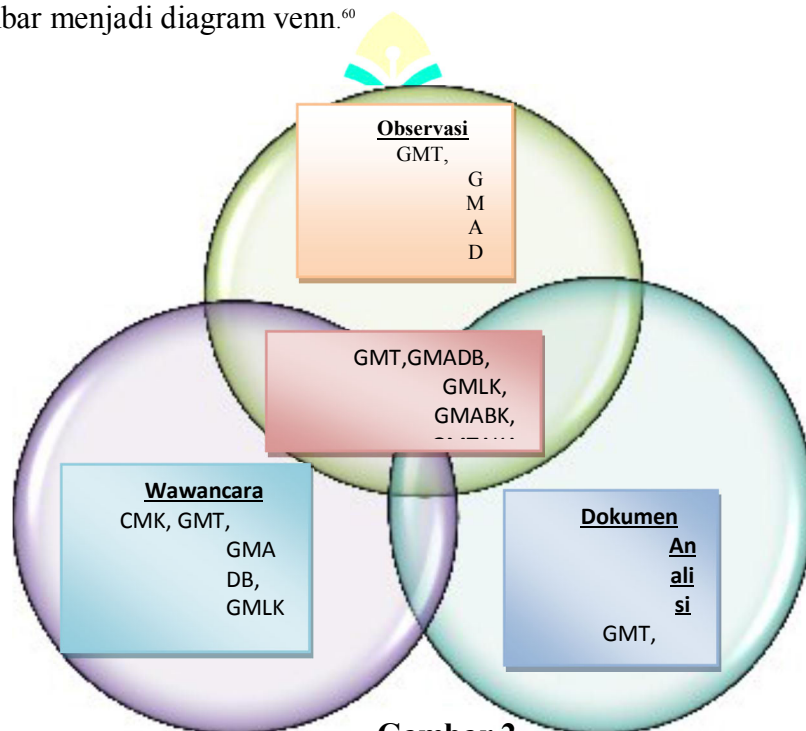 bar menjadi diagram venn.⁶⁰
Observasi
GMT,
G
M
A
D
GMT,GMADB,
GMLK,
GMABK,
Wawancara
CMK, GMT,
GMA
DB,
GMLK
Dokumen
An
ali
si
GMT,
Gambar 2